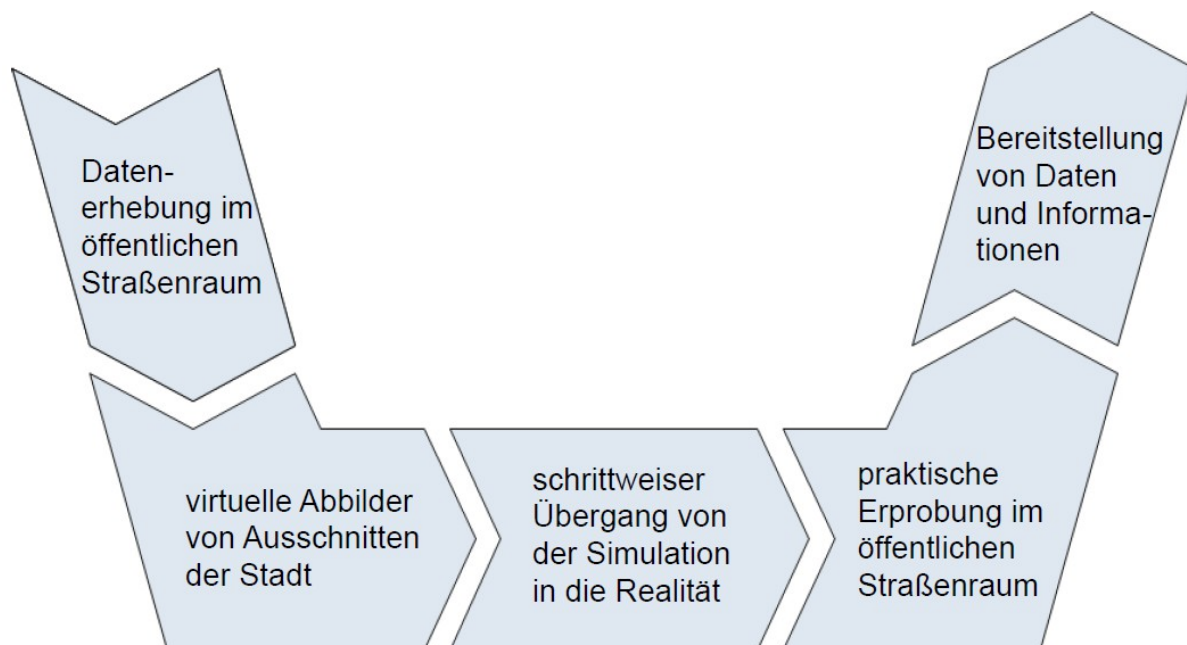 Daten-
erhebung im
öffentlichen
Straßenraum
virtuelle Abbilder
von Ausschnitten
der Stadt
schrittweiser
Übergang von
der Simulation
in die Realität
praktische
Erprobung im
öffentlichen
Straßenraum
Bereitstellung
von Daten
und Informa-
tionen